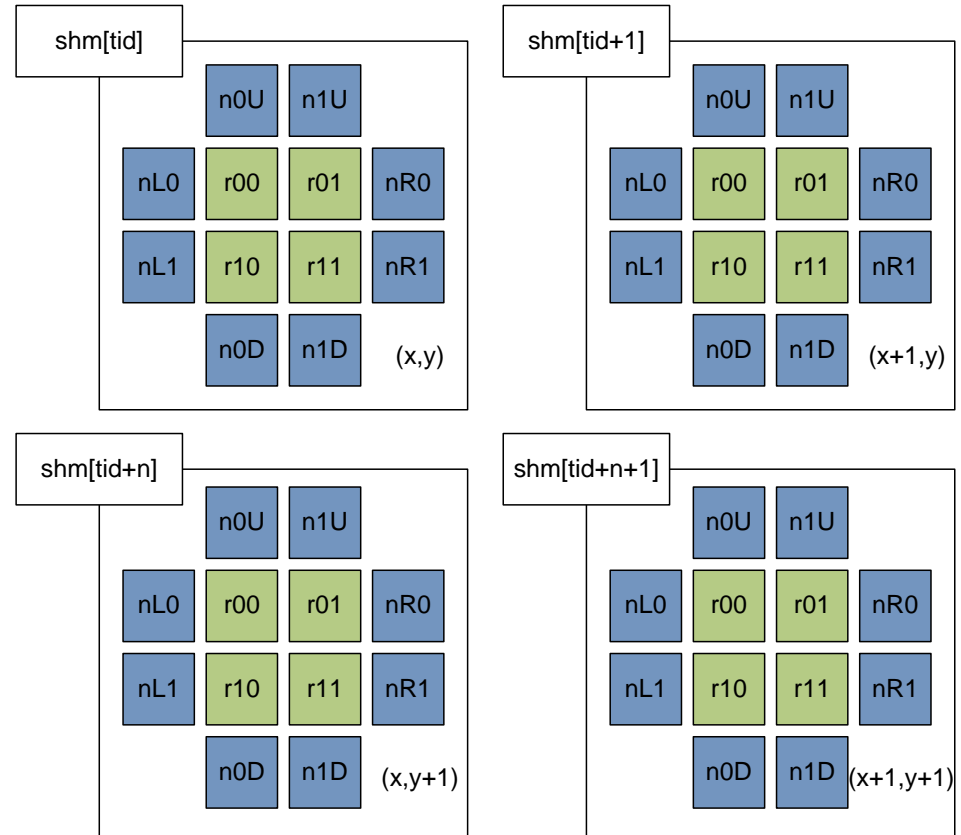 shm[tid]
n0U n1U
nL0 r00 r01 nR0
nL1 r10 r11 nR1
n0D n1D (x,y)
shm[tid+1]
n0U n1U
nL0 r00 r01 nR0
nL1 r10 r11 nR1
n0D n1D (x+1,y)
shm[tid+n]
n0U n1U
nL0 r00 r01 nR0
nL1 r10 r11 nR1
n0D n1D (x,y+1)
shm[tid+n+1]
n0U n1U
nL0 r00 r01 nR0
nL1 r10 r11 nR1
n0D n1D (x+1,y+1)